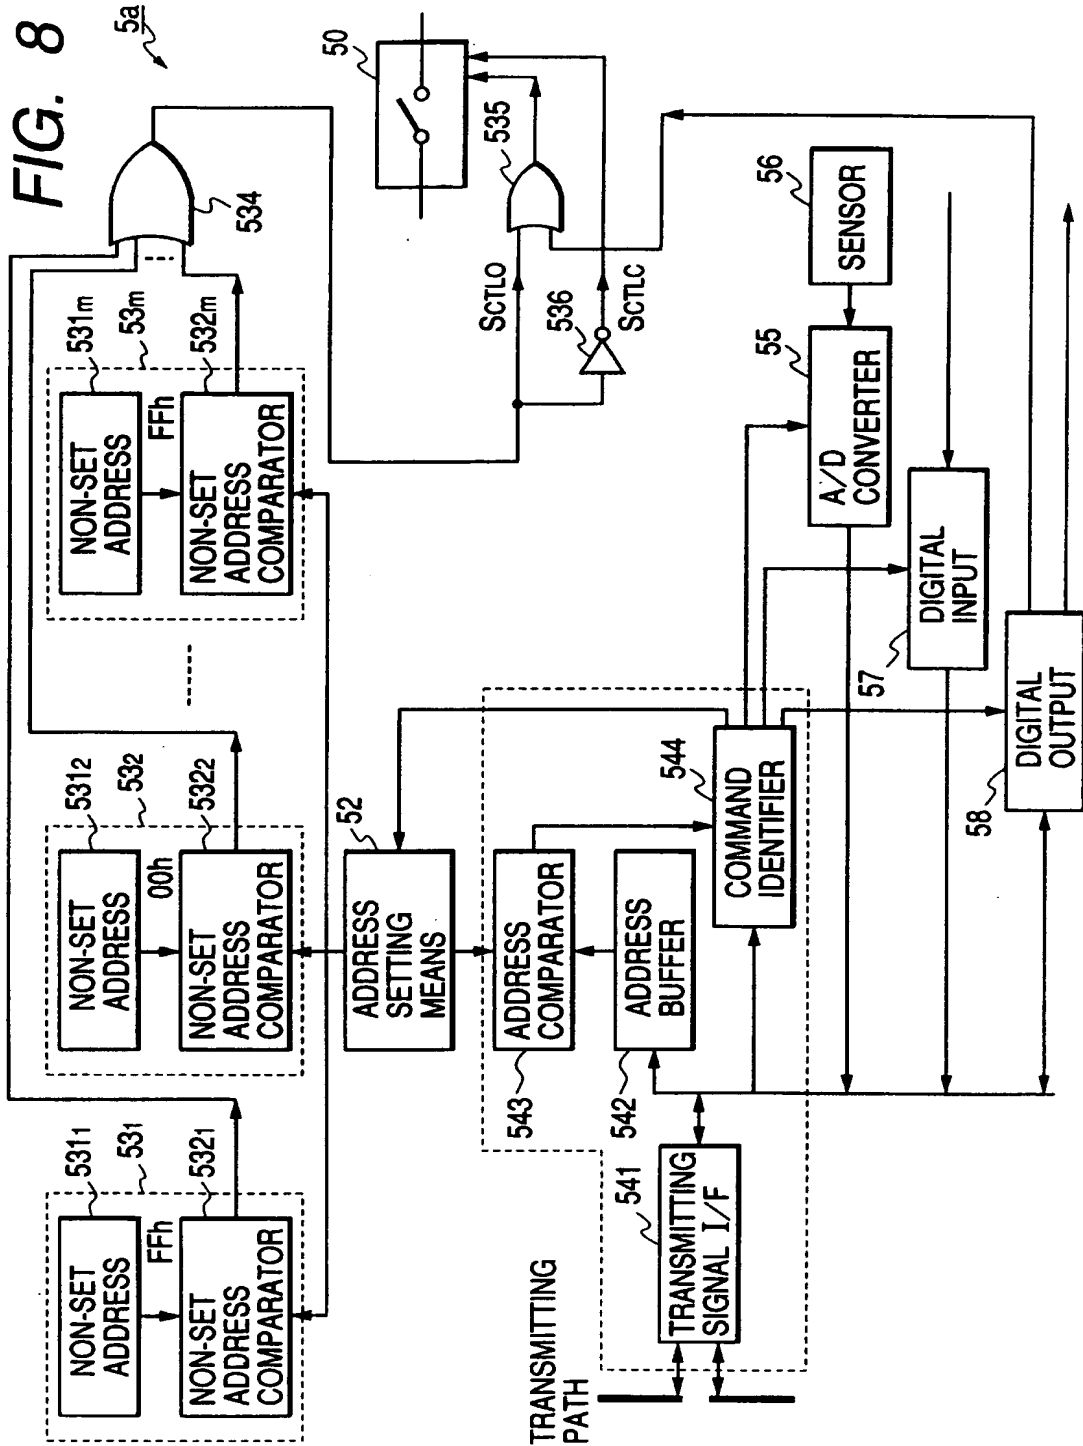 FIG. 8
5a
NON-SET
ADDRESS
FFh
NON-SET
ADDRESS
COMPARATOR
5311
531
5321
NON-SET
ADDRESS
00h
NON-SET
ADDRESS
COMPARATOR
5312
532
5322
NON-SET
ADDRESS
FFh
NON-SET
ADDRESS
COMPARATOR
531m
53m
532m
534
50
535
SCTLO
536
SCTLC
ADDRESS
SETTING
MEANS
52
ADDRESS
COMPARATOR
543
ADDRESS
BUFFER
542
COMMAND
IDENTIFIER
544
TRANSMITTING
PATH
TRANSMITTING
SIGNAL I/F
541
A/D
CONVERTER
55
SENSOR
56
DIGITAL
INPUT
57
DIGITAL
OUTPUT
58